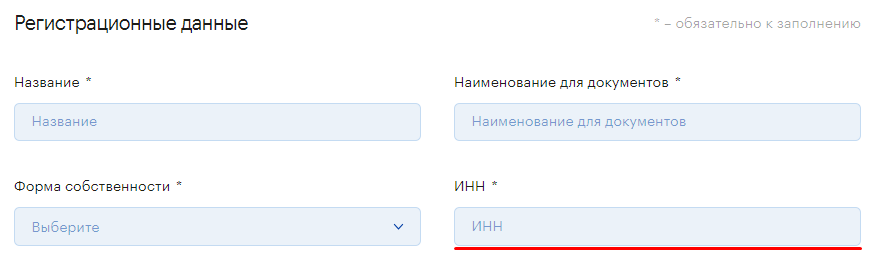 Регистрационные данные
* – обязательно к заполнению
Название *
Наименование для документов *
Название
Наименование для документов
Форма собственности *
ИНН *
Выберите
ИНН